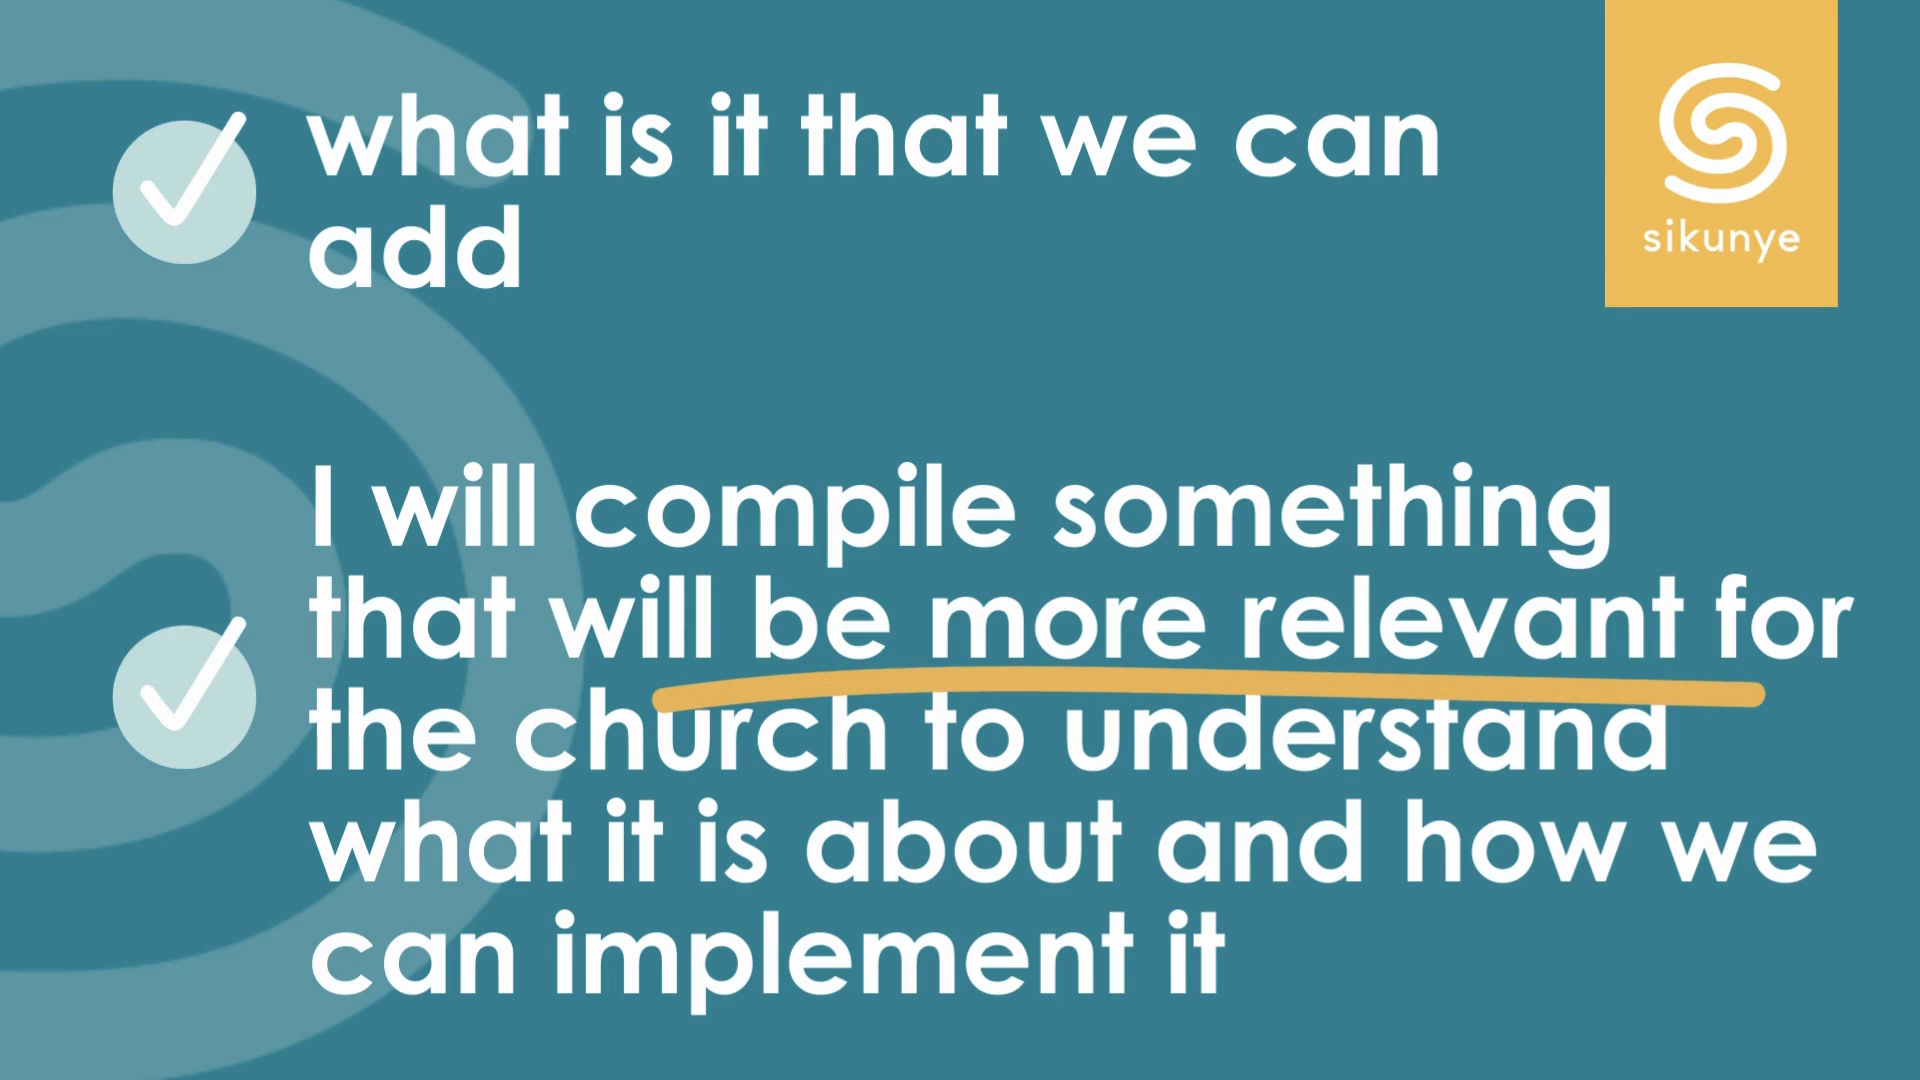 what is it that we can
add
sikunye
I will compile something
that will be more relevant for
the church to understand
what it is about and how we
can implement it